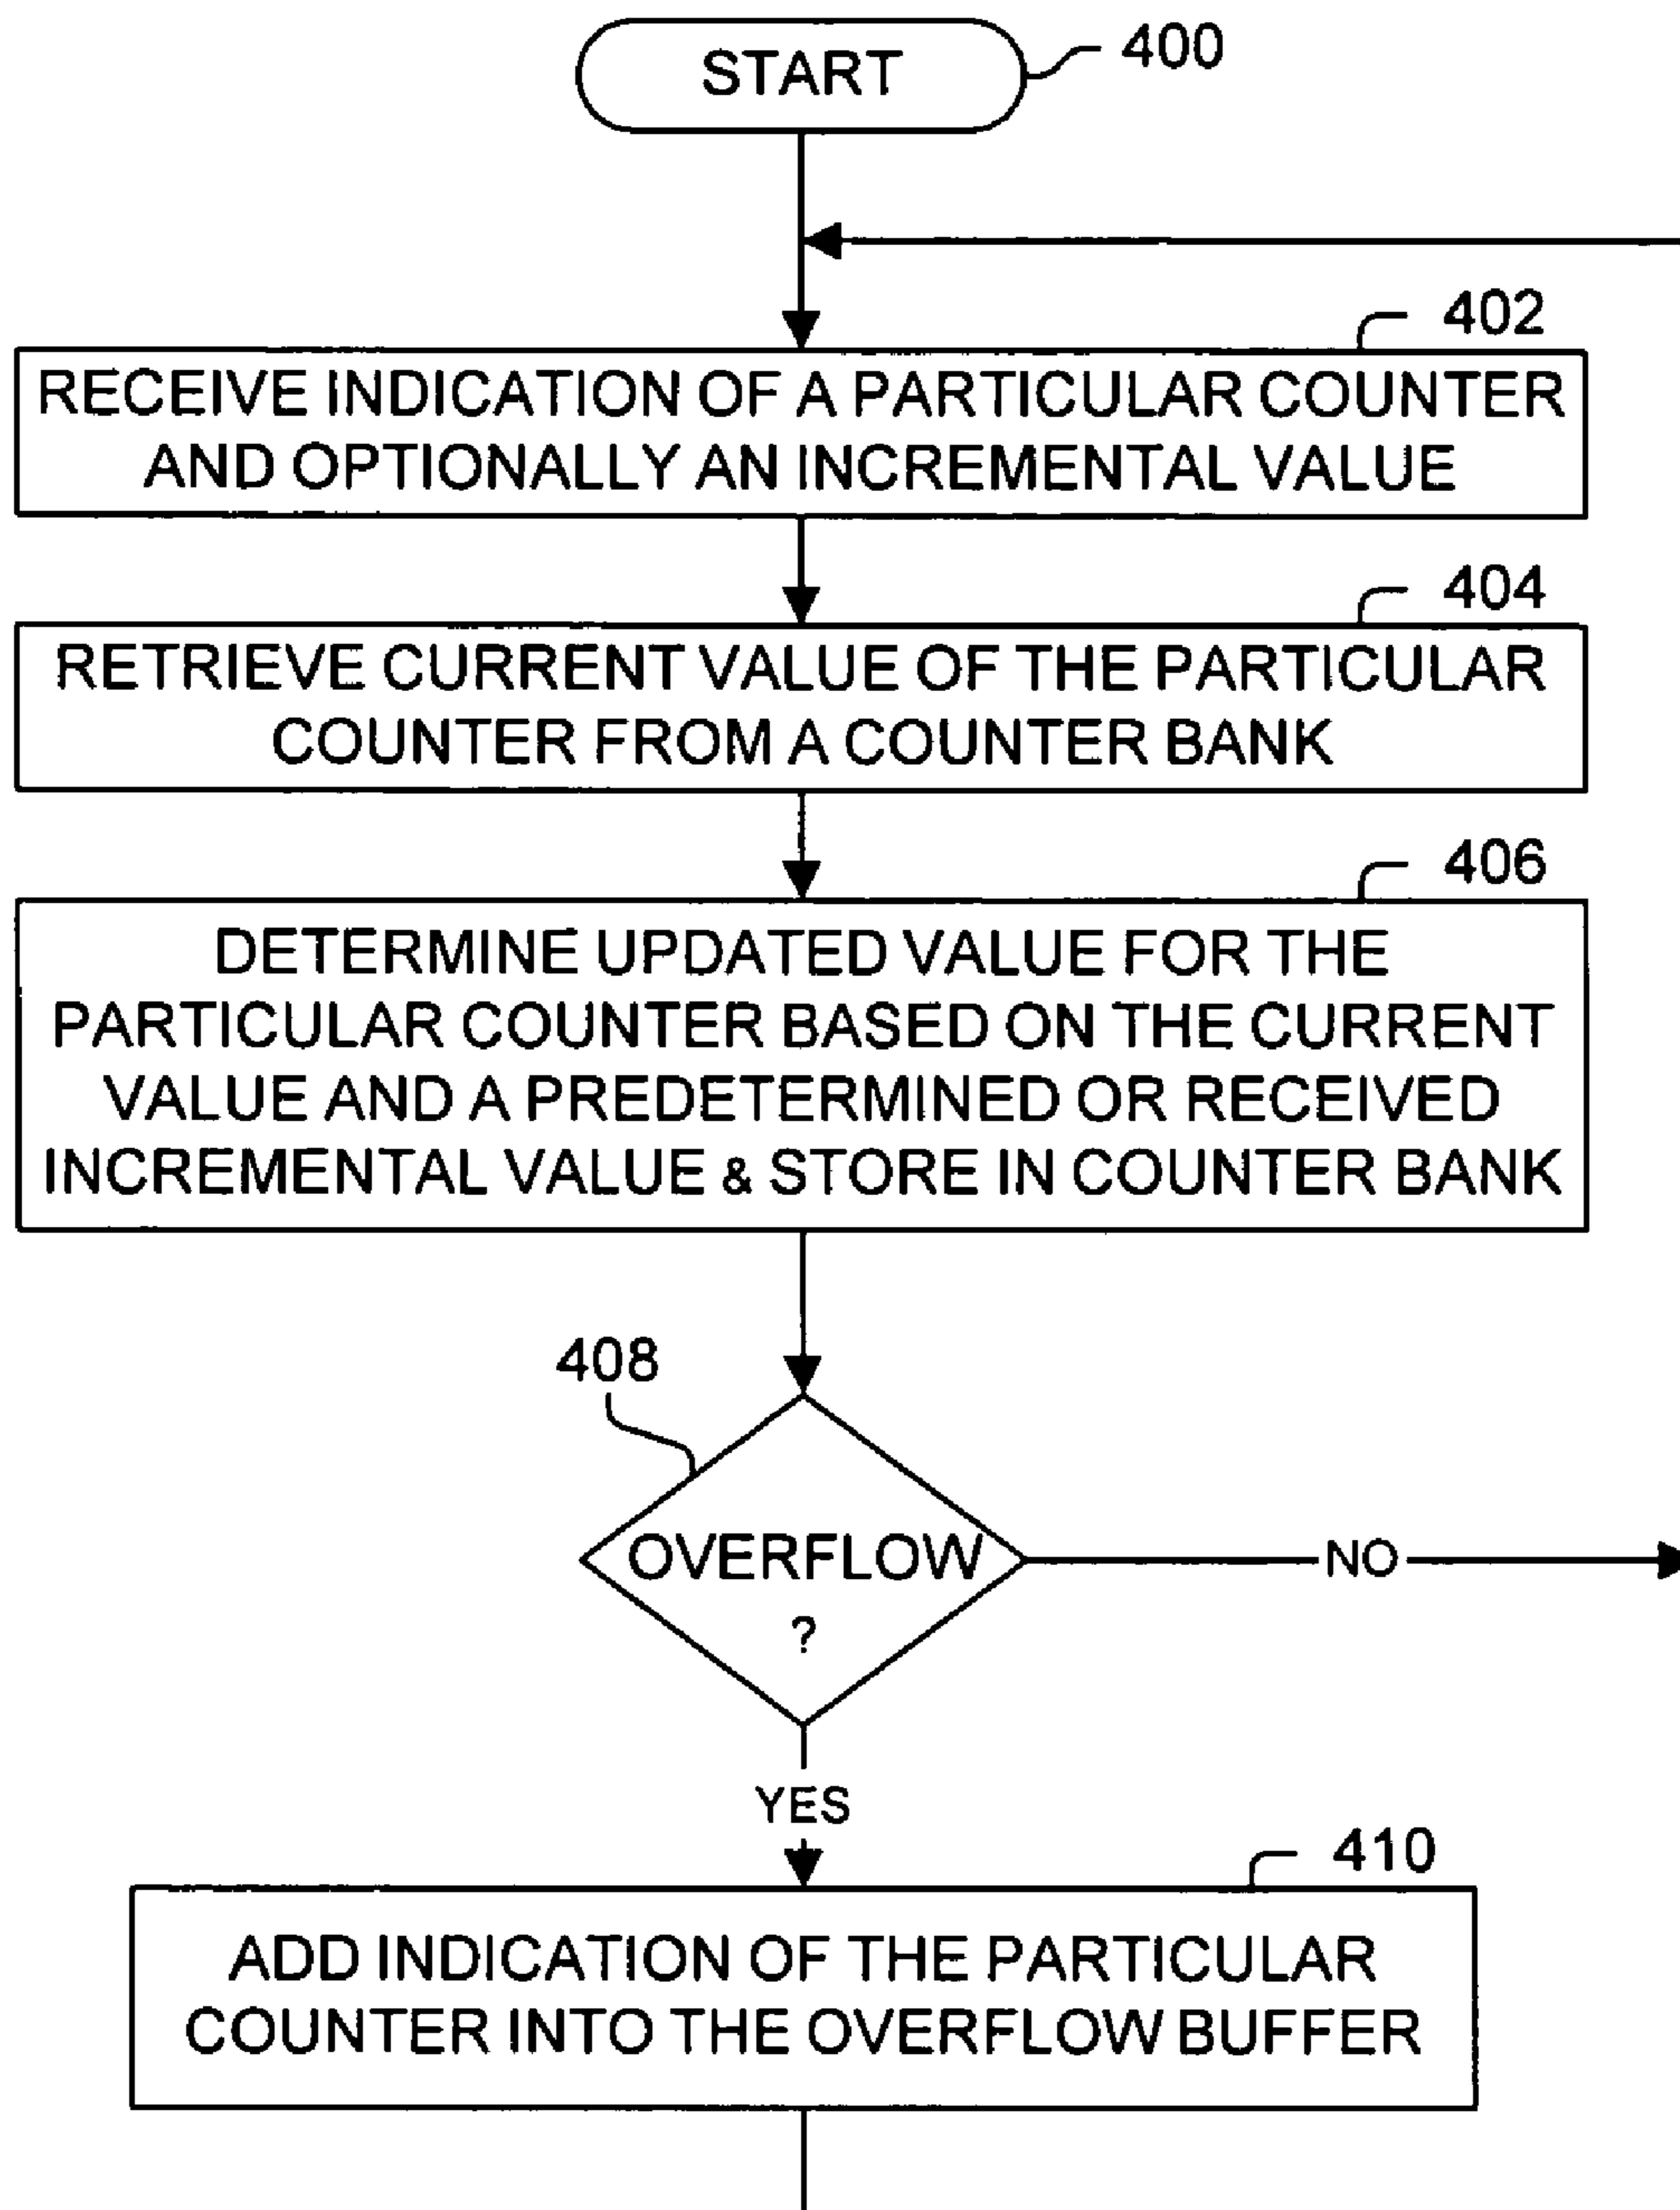 START
400
402
RECEIVE INDICATION OF A PARTICULAR COUNTER
AND OPTIONALLY AN INCREMENTAL VALUE
404
RETRIEVE CURRENT VALUE OF THE PARTICULAR
COUNTER FROM A COUNTER BANK
406
DETERMINE UPDATED VALUE FOR THE
PARTICULAR COUNTER BASED ON THE CURRENT
VALUE AND A PREDETERMINED OR RECEIVED
INCREMENTAL VALUE & STORE IN COUNTER BANK
408
OVERFLOW
?
NO
YES
410
ADD INDICATION OF THE PARTICULAR
COUNTER INTO THE OVERFLOW BUFFER